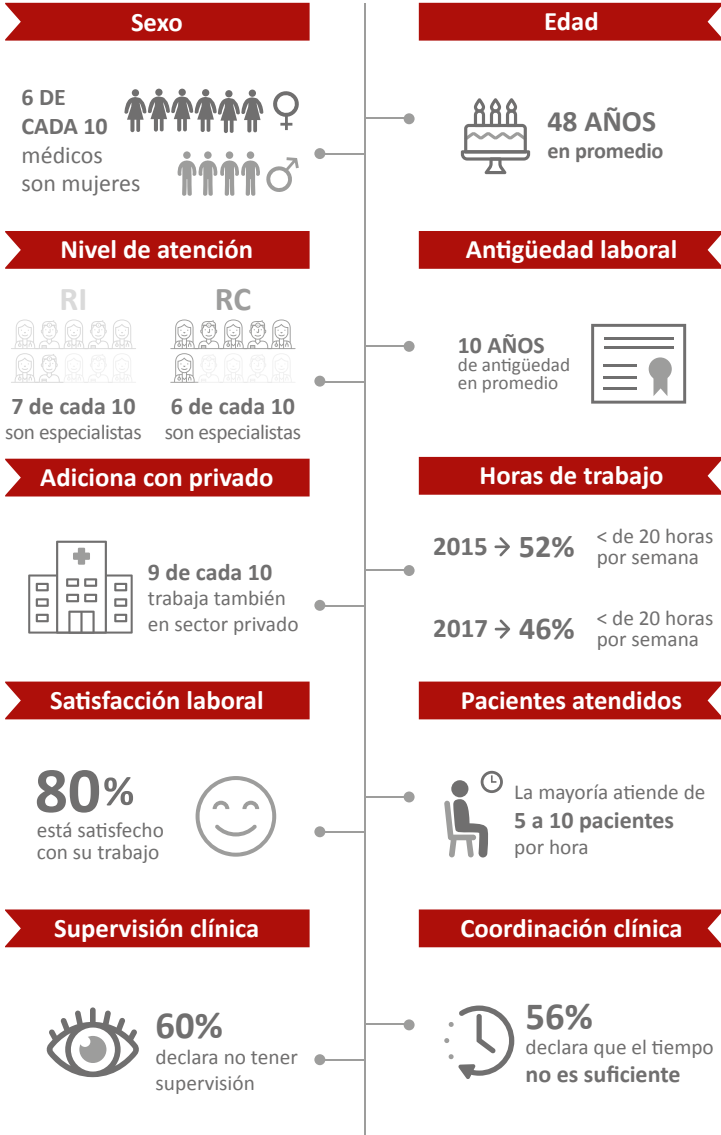 Sexo
6 DE
CADA 10
médicos
son mujeres
Edad
48 AÑOS
en promedio
Nivel de atención
RI
RC
7 de cada 10
son especialistas
6 de cada 10
son especialistas
Antigüedad laboral
10 AÑOS
de antigüedad
en promedio
Adiciona con privado
9 de cada 10
trabaja también
en sector privado
Horas de trabajo
2015 → 52%
< de 20 horas
por semana
2017 → 46%
< de 20 horas
por semana
Satisfacción laboral
80%
está satisfecho
con su trabajo
Pacientes atendidos
La mayoría atiende de
5 a 10 pacientes
por hora
Supervisión clínica
60%
declara no tener
supervisión
Coordinación clínica
56%
declara que el tiempo
no es suficiente